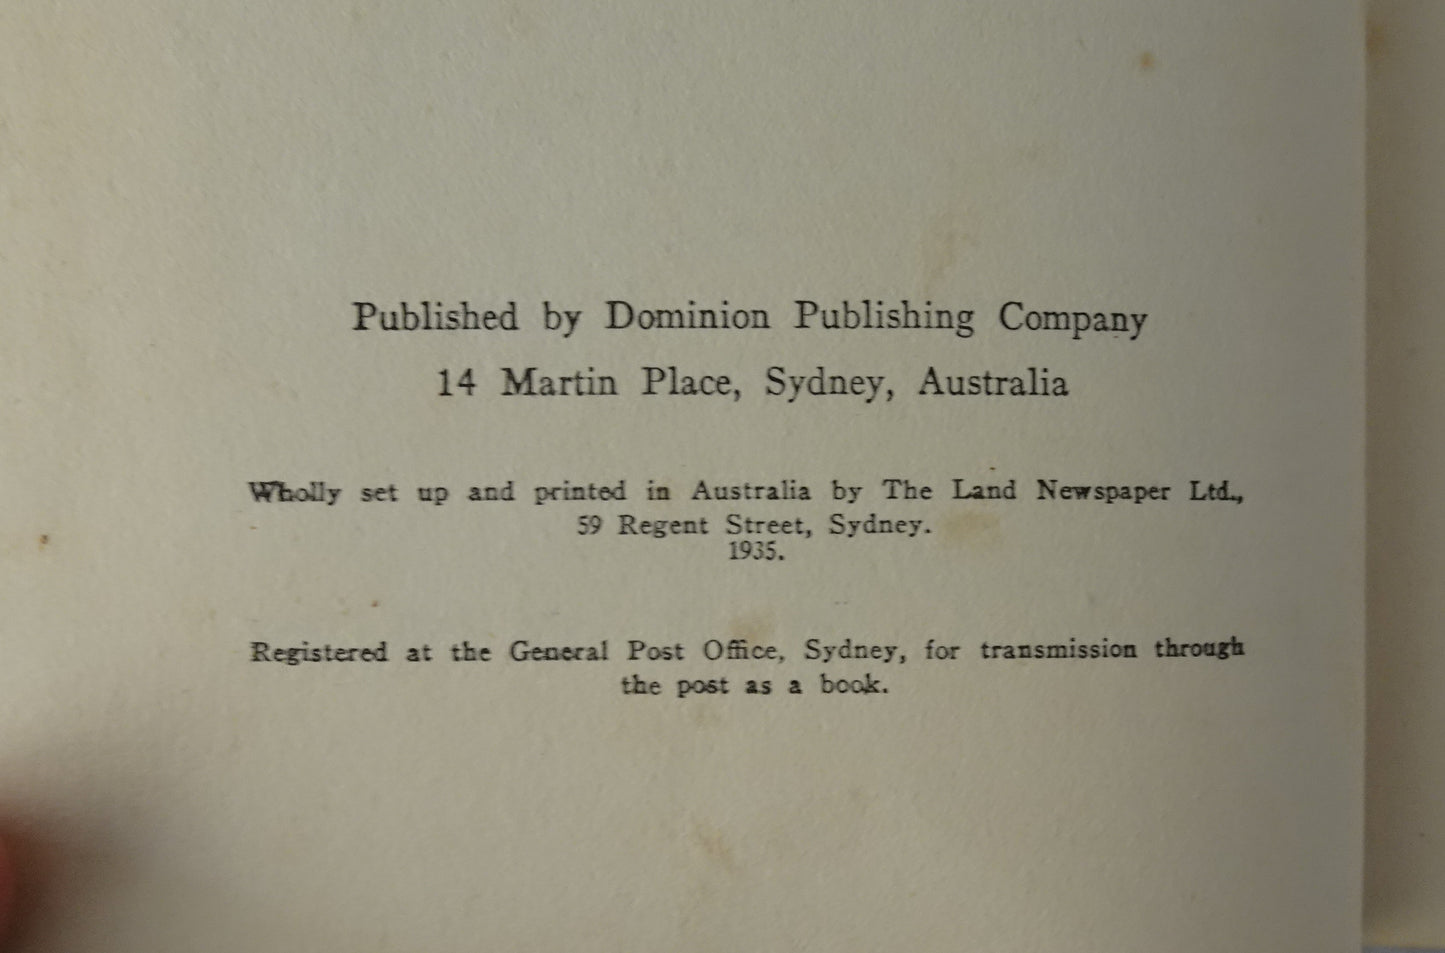 Published by Dominion Publishing Company
14 Martin Place, Sydney, Australia
Wholly set up and printed in Australia by The Land Newspaper Ltd.,
59 Regent Street, Sydney.
1935.
Registered at the General Post Office, Sydney, for transmission through
the post as a book.